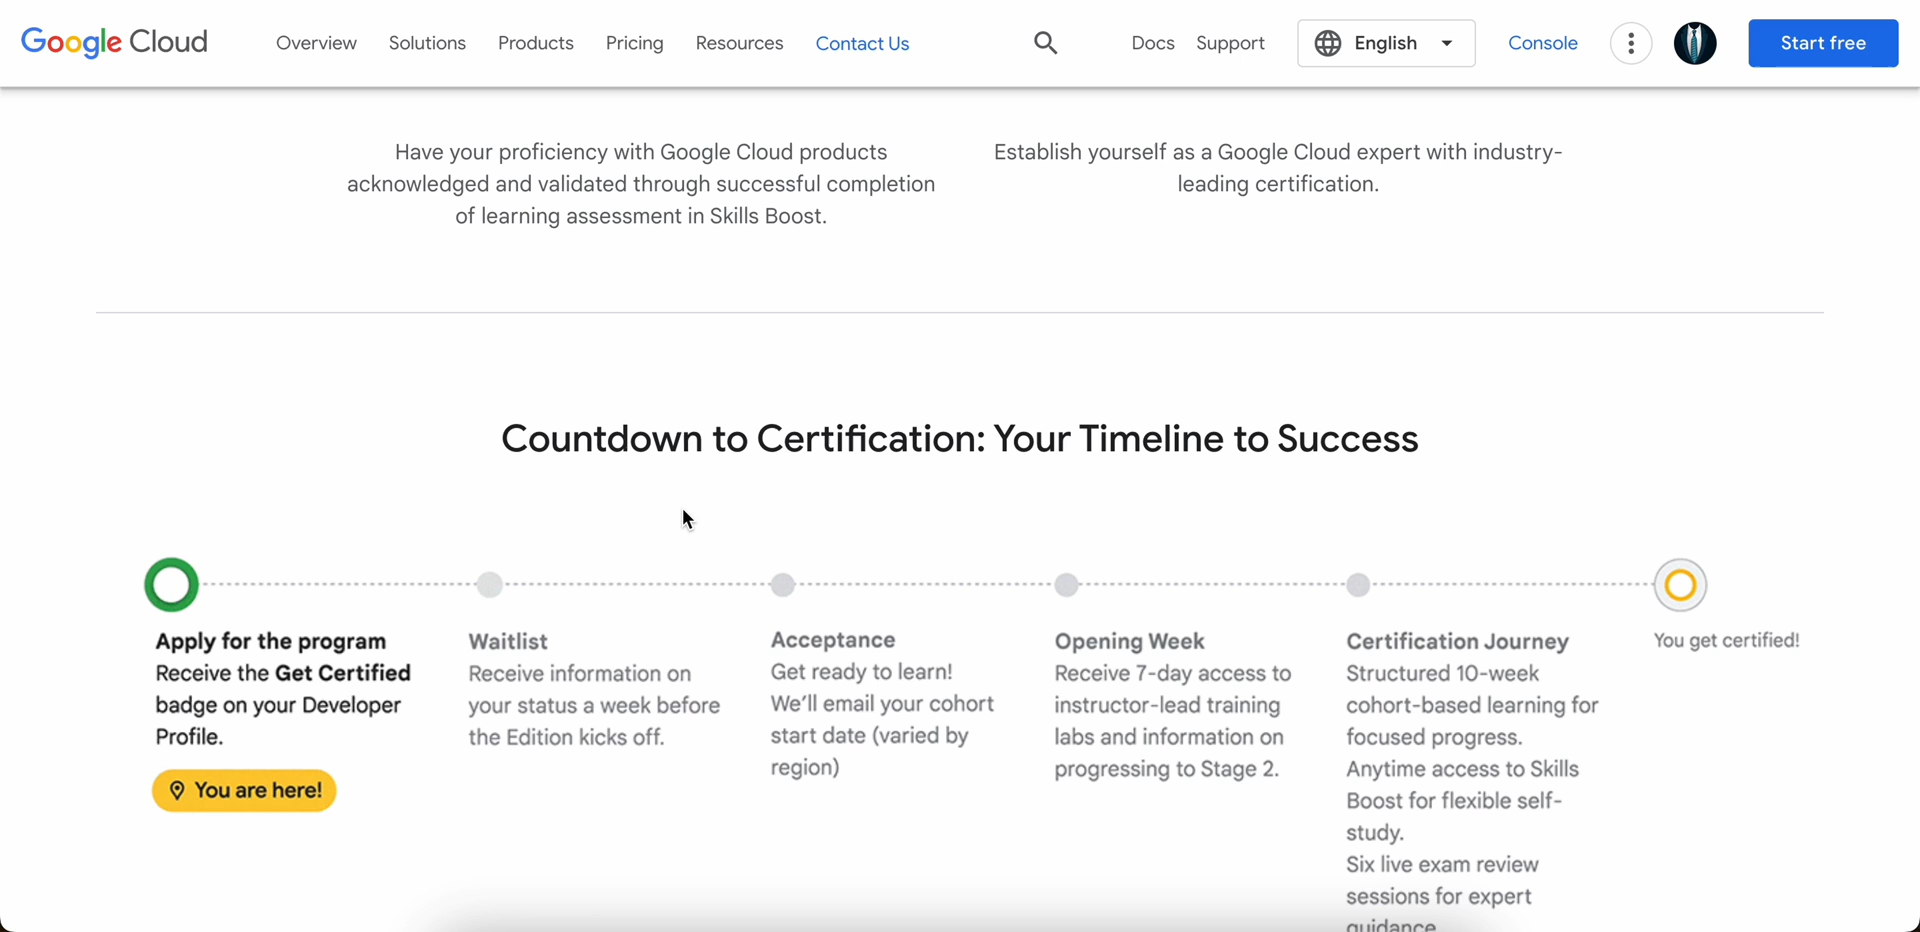 Google Cloud
Overview
Solutions
Products
Pricing
Resources
Contact Us
Docs
Support
English
Console
Start free
Have your proficiency with Google Cloud products
acknowledged and validated through successful completion
of learning assessment in Skills Boost.
Establish yourself as a Google Cloud expert with industry-
leading certification.
Countdown to Certification: Your Timeline to Success
Apply for the program
Receive the Get Certified
badge on your Developer
Profile.
You are here!
Waitlist
Receive information on
your status a week before
the Edition kicks off.
Acceptance
Get ready to learn!
We'll email your cohort
start date (varied by
region)
Opening Week
Receive 7-day access to
instructor-lead training
labs and information on
progressing to Stage 2.
Certification Journey
Structured 10-week
cohort-based learning for
focused progress.
Anytime access to Skills
Boost for flexible self-
study.
Six live exam review
sessions for expert
guidance
You get certified!